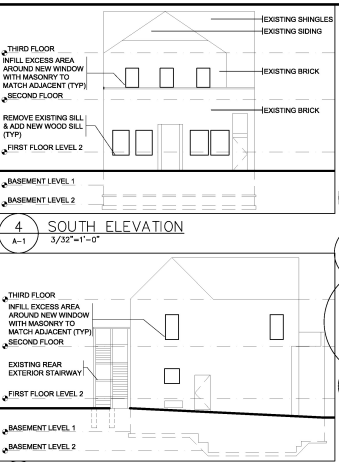 EXISTING SHINGLES
EXISTING SIDING
THIRD FLOOR
INFILL EXCESS AREA
AROUND NEW WINDOW
WITH MASONRY TO
MATCH ADJACENT (TYP)
EXISTING BRICK
SECOND FLOOR
EXISTING BRICK
REMOVE EXISTING SILL
& ADD NEW WOOD SILL
(TYP)
FIRST FLOOR LEVEL 2
BASEMENT LEVEL 1
BASEMENT LEVEL 2
4 SOUTH ELEVATION
A-1 3/32"=1'-0"
THIRD FLOOR
INFILL EXCESS AREA
AROUND NEW WINDOW
WITH MASONRY TO
MATCH ADJACENT (TYP)
SECOND FLOOR
EXISTING REAR
EXTERIOR STAIRWAY
FIRST FLOOR LEVEL 2
BASEMENT LEVEL 1
BASEMENT LEVEL 2